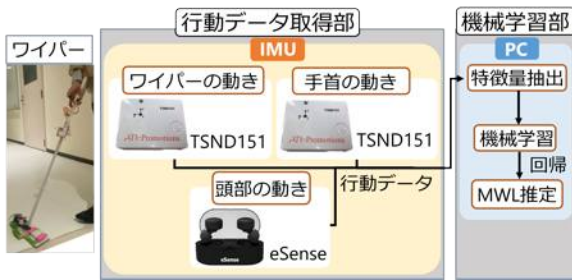 行動データ取得部
機械学習部
ワイパー
IMU
PC
ワイパーの動き
手首の動き
特徴量抽出
TSND151
TSND151
機械学習
回帰
頭部の動き
行動データ
MWL推定
eSense
eSense